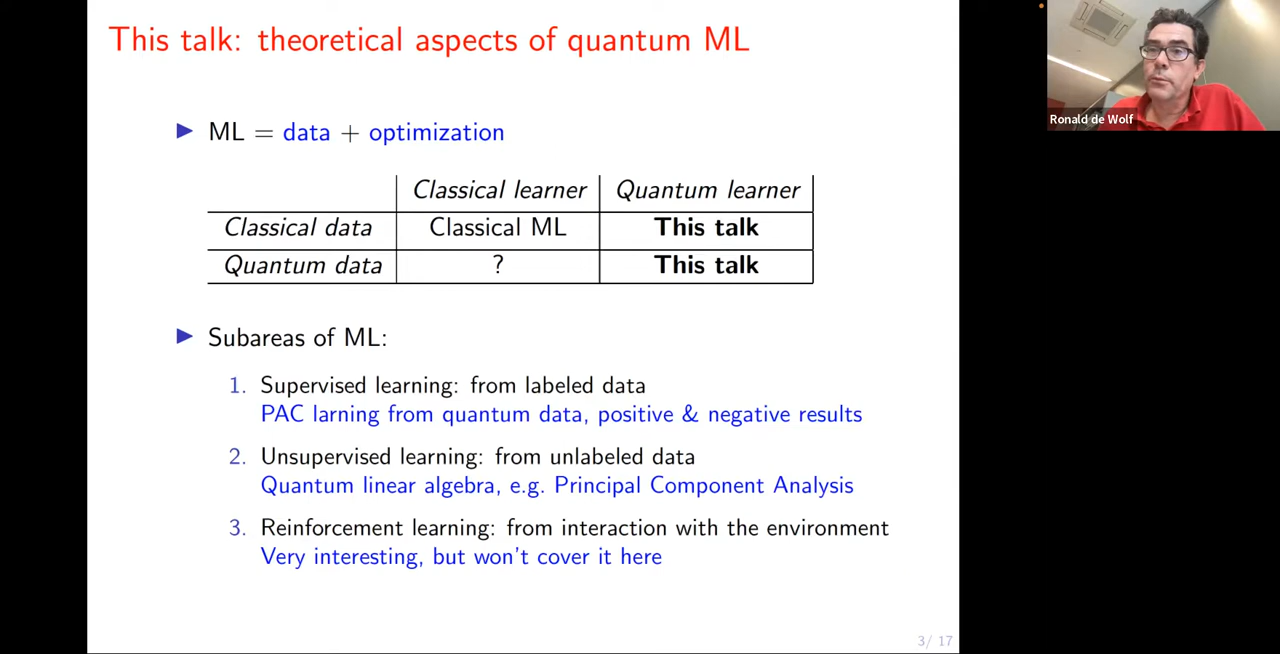 This talk: theoretical aspects of quantum ML
Ronald de Wolf
▶ ML = data + optimization
Classical learner Quantum learner
Classical data Classical ML This talk
Quantum data ? This talk
▶ Subareas of ML:
1. Supervised learning: from labeled data
PAC larning from quantum data, positive & negative results
2. Unsupervised learning: from unlabeled data
Quantum linear algebra, e.g. Principal Component Analysis
3. Reinforcement learning: from interaction with the environment
Very interesting, but won't cover it here
3/ 17